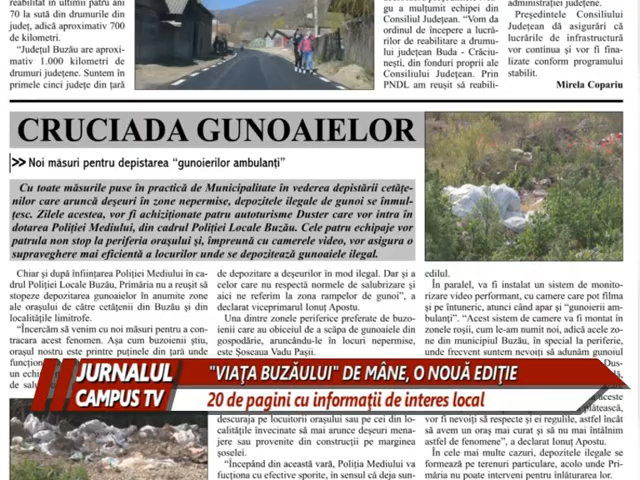 reabilitat în ultimii patru ani
70 la sută din drumurile din
județ, adică aproximativ 700
de kilometri.
"Județul Buzău are aproxi-
mativ 1.000 kilometri de
drumuri județene. Suntem în
primele cinci județe din țară
g a mulțumit echipei din
Consiliul Județean. "Vom da
ordinul de începere a lucră-
rilor de reabilitare a drumu-
lui județean Buda - Crăciu-
nești, din fonduri proprii ale
Consiliului Județean. Prin
PNDL am reușit să reabili-
administrației județene.
Președintele Consiliului
Județean dă asigurări că
lucrările de infrastructură
vor continua și vor fi fina-
lizate conform programului
stabilit.
Mirela Copariu
CRUCIADA GUNOAIELOR
>> Noi măsuri pentru depistarea "gunoierilor ambulanți"
Cu toate măsurile puse în practică de Municipalitate în vederea depistării cetățe-
nilor care aruncă deșeuri în zone nepermise, depozitele ilegale de gunoi se înmul-
țesc. Zilele acestea, vor fi achiziționate patru autoturisme Duster care vor intra în
dotarea Poliției Mediului, din cadrul Poliției Locale Buzău. Cele patru echipaje vor
patrula non stop la periferia orașului și, împreună cu camerele video, vor asigura o
supraveghere mai eficientă a locurilor unde se depozitează gunoaiele ilegal.
Chiar și după înființarea Poliției Mediului în ca-
drul Poliției Locale Buzău, Primăria nu a reușit să
stopeze depozitarea gunoaielor în anumite zone
ale orașului de către cetățenii din Buzău și din
localitățile limitrofe.
"Încercăm să venim cu noi măsuri pentru a con-
tracara acest fenomen. Așa cum buzoienii știu,
orașul nostru este printre puținele din țară unde
funcțion
un echi
de salu
de depozitare a deșeurilor în mod ilegal. Dar și a
celor care nu respectă normele de salubrizare și
aici ne referim la zona rampelor de gunoi", a
declarat viceprimarul Ionuț Apostu.
Una dintre zonele periferice preferate de buzo-
ienii care au obiceiul de a scăpa de gunoaiele din
gospodărie, aruncându-le în locuri nepermise,
este Șoseaua Vadu Pașii.
descuraja pe locuitorii orașului sau pe cei din lo-
calitățile învecinate să mai arunce deșeuri mena-
jere sau provenite din construcții pe marginea
șoselei.
"Începând din această vară, Poliția Mediului va
funcționa cu efective sporite, în sensul că deja sun-
edilul.
În paralel, va fi instalat un sistem de monito-
rizare video performant, cu camere care pot filma
și pe întuneric, atunci când apar și "gunoierii am-
bulanți". "Acest sistem de camere va fi montat în
zonele roșii, cum le-am numit noi, adică acele zo-
ne din municipiul Buzău, în special la periferie,
unde frecvent suntem nevoiți să adunăm gunoiul
Dus-
aceste
plătească,
vor fi nevoiți să respecte și ei regulile, astfel încât
să avem un oraș mai curat și să nu mai întâlnim
astfel de fenomene", a declarat Ionuț Apostu.
În cele mai multe cazuri, depozitele ilegale se
formează pe terenuri particulare, acolo unde Pri-
măria nu poate interveni pentru înlăturarea lor.
JURNALUL
CAMPUS TV
"VIAȚA BUZĂULUI" DE MÂINE, O NOUĂ EDIȚIE
20 de pagini cu informații de interes local